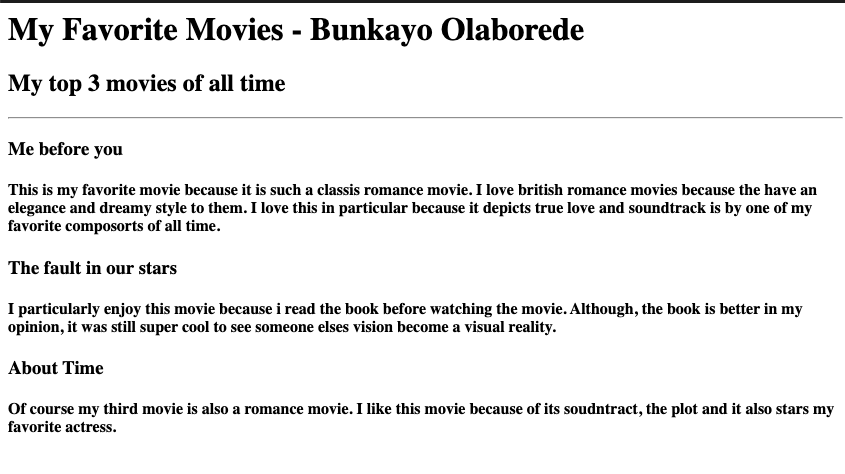 My Favorite Movies - Bunkayo Olaborede
My top 3 movies of all time
Me before you
This is my favorite movie because it is such a classis romance movie. I love british romance movies because the have an
elegance and dreamy style to them. I love this in particular because it depicts true love and soundtrack is by one of my
favorite composorts of all time.
The fault in our stars
I particularly enjoy this movie because i read the book before watching the movie. Although, the book is better in my
opinion, it was still super cool to see someone elses vision become a visual reality.
About Time
Of course my third movie is also a romance movie. I like this movie because of its soudntract, the plot and it also stars my
favorite actress.